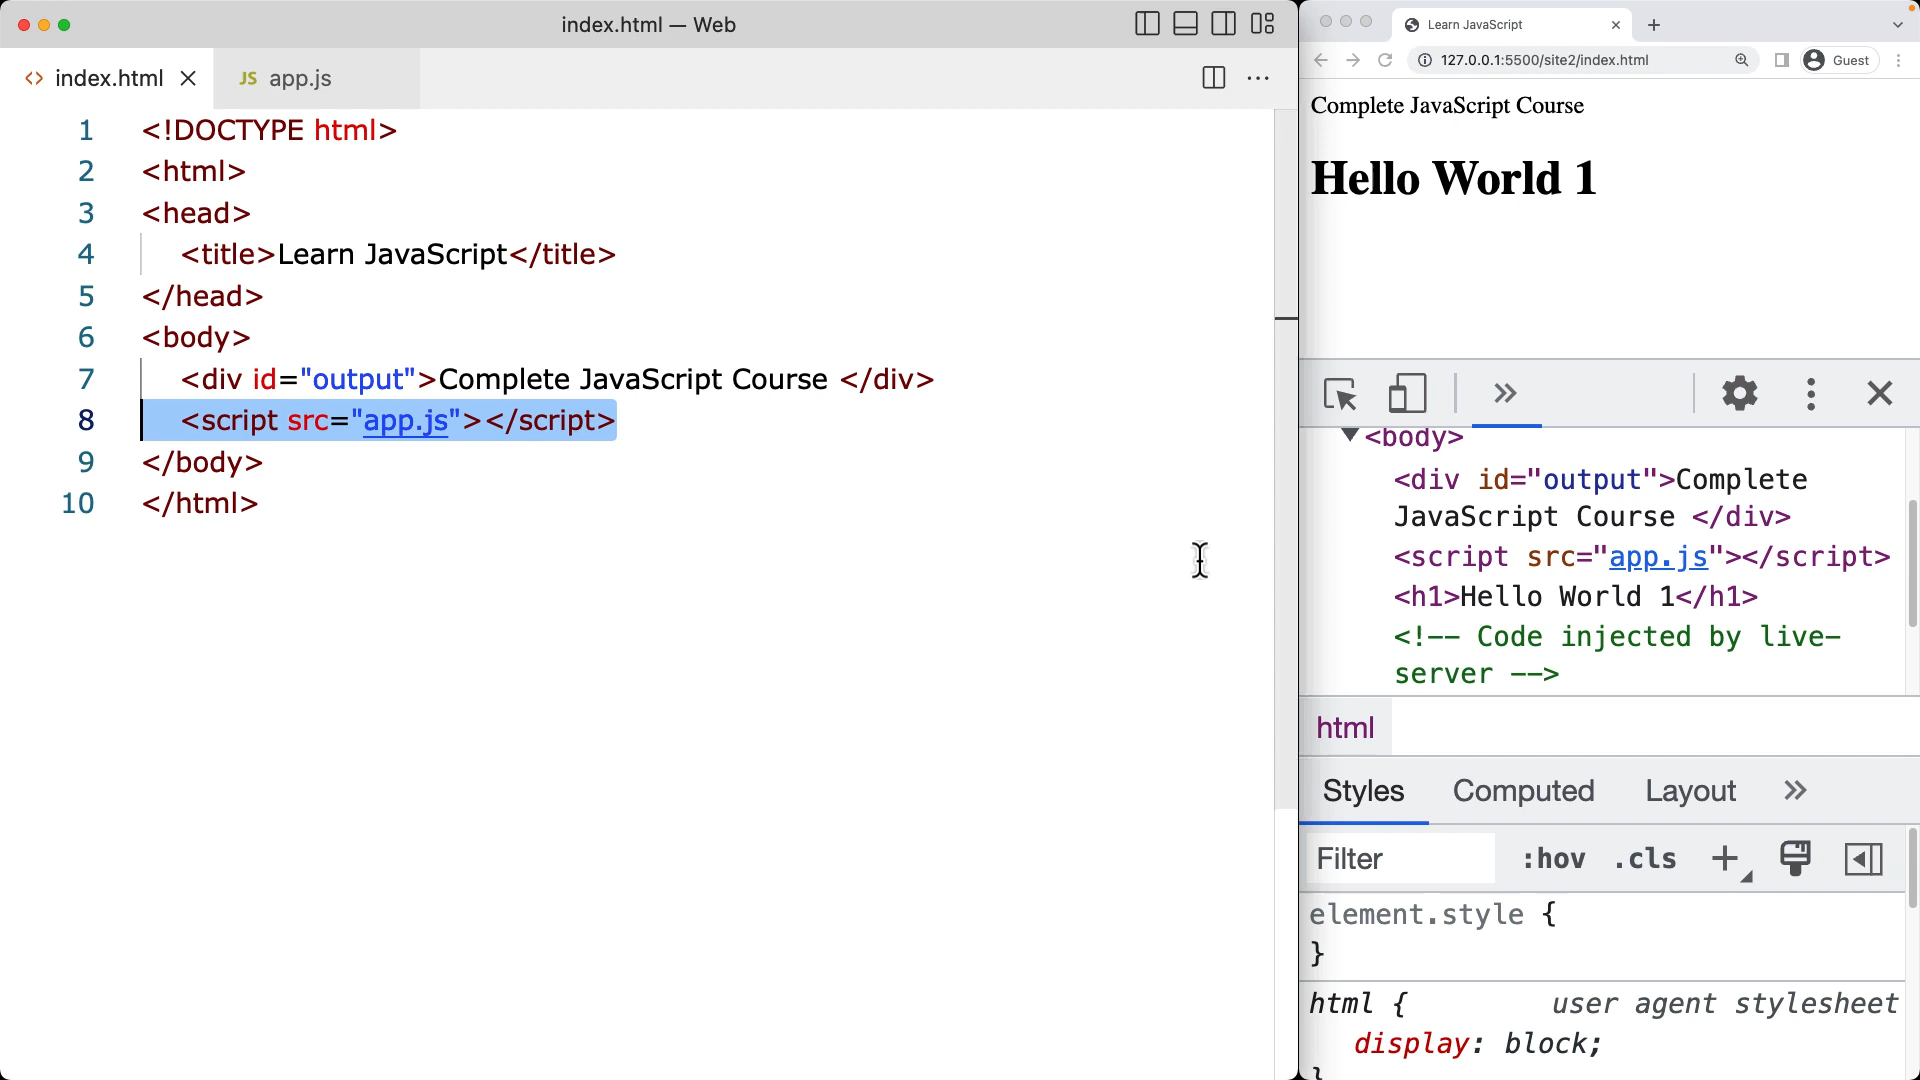 index.html — Web
index.html
JS app.js
1 <!DOCTYPE html>
2 <html>
3 <head>
4 <title>Learn JavaScript</title>
5 </head>
6 <body>
7 <div id="output">Complete JavaScript Course </div>
8 <script src="app.js"></script>
9 </body>
10 </html>
Learn JavaScript
127.0.0.1:5500/site2/index.html
Guest
Complete JavaScript Course
Hello World 1
<body>
<div id="output">Complete
JavaScript Course </div>
<script src="app.js"></script>
<h1>Hello World 1</h1>
<!-- Code injected by live-
server -->
html
Styles Computed Layout
Filter :hov .cls
element.style {
}
html { user agent stylesheet
display: block;
}